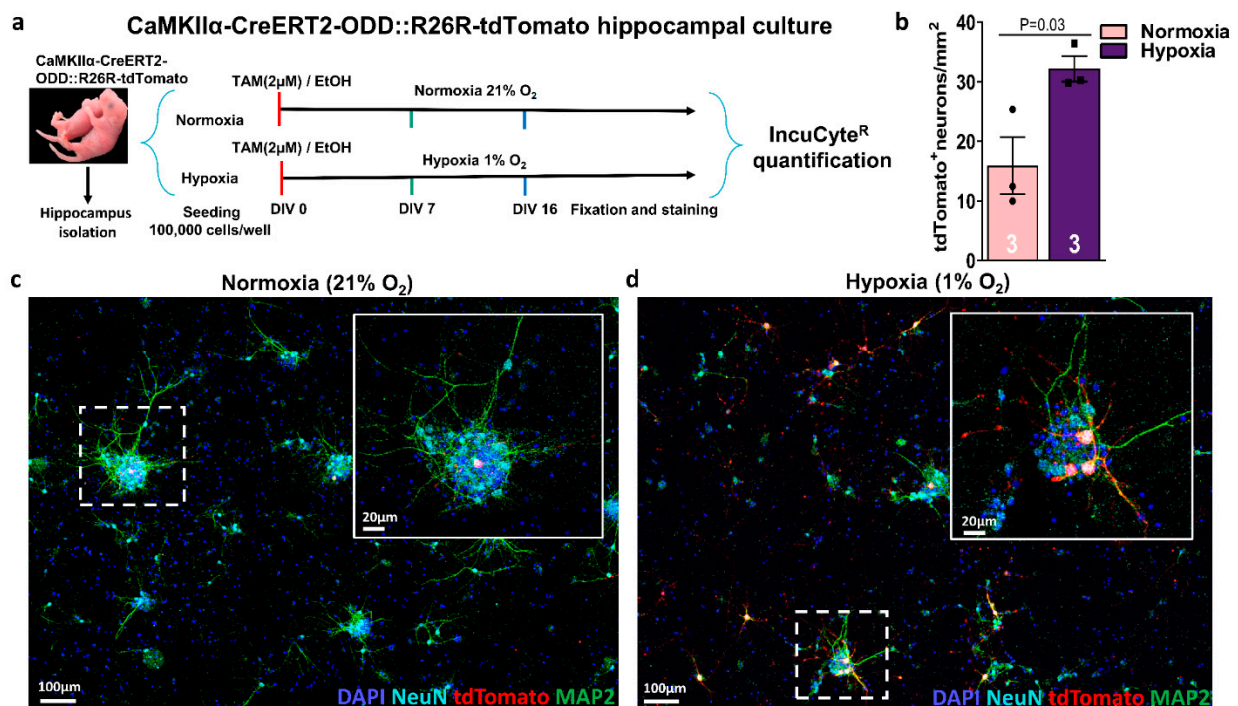 a
CaMKIIα-CreERT2-ODD::R26R-tdTomato hippocampal culture
CaMKIIα-CreERT2-
ODD::R26R-tdTomato
Hippocampus
isolation
TAM(2μM) / EtOH
Normoxia 21% O₂
Normoxia
TAM(2μM) / EtOH
Hypoxia 1% O₂
Hypoxia
Seeding
100,000 cells/well
DIV 0
DIV 7
DIV 16
Fixation and staining
IncuCyteᴿ
quantification
b
P=0.03
Normoxia
Hypoxia
tdTomato⁺neurons/mm²
40
30
20
10
0
3
3
c
Normoxia (21% O₂)
20μm
100μm
DAPI NeuN tdTomato MAP2
d
Hypoxia (1% O₂)
20μm
100μm
DAPI NeuN tdTomato MAP2